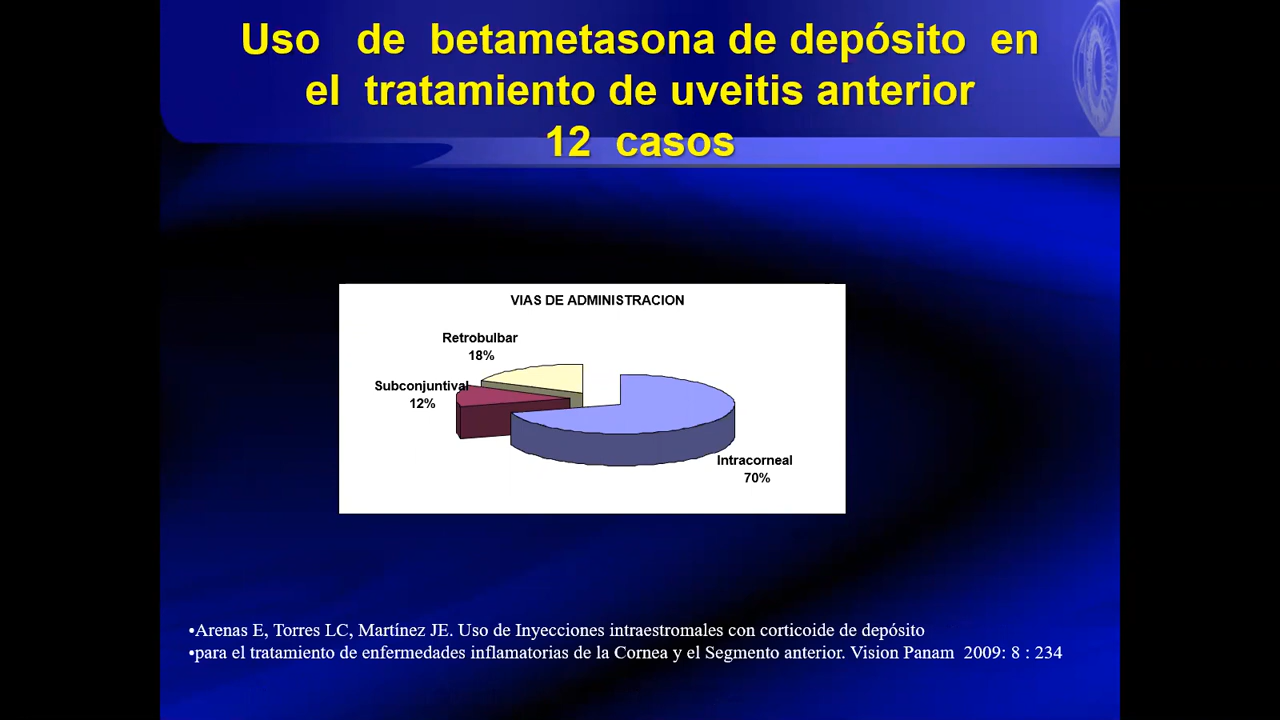 Uso de betametasona de depósito en
el tratamiento de uveitis anterior
12 casos
VIAS DE ADMINISTRACION
Retrobulbar
18%
Subconjuntival
12%
Intracorneal
70%
•Arenas E, Torres LC, Martínez JE. Uso de Inyecciones intraestromales con corticoide de depósito
•para el tratamiento de enfermedades inflamatorias de la Cornea y el Segmento anterior. Vision Panam 2009: 8 : 234